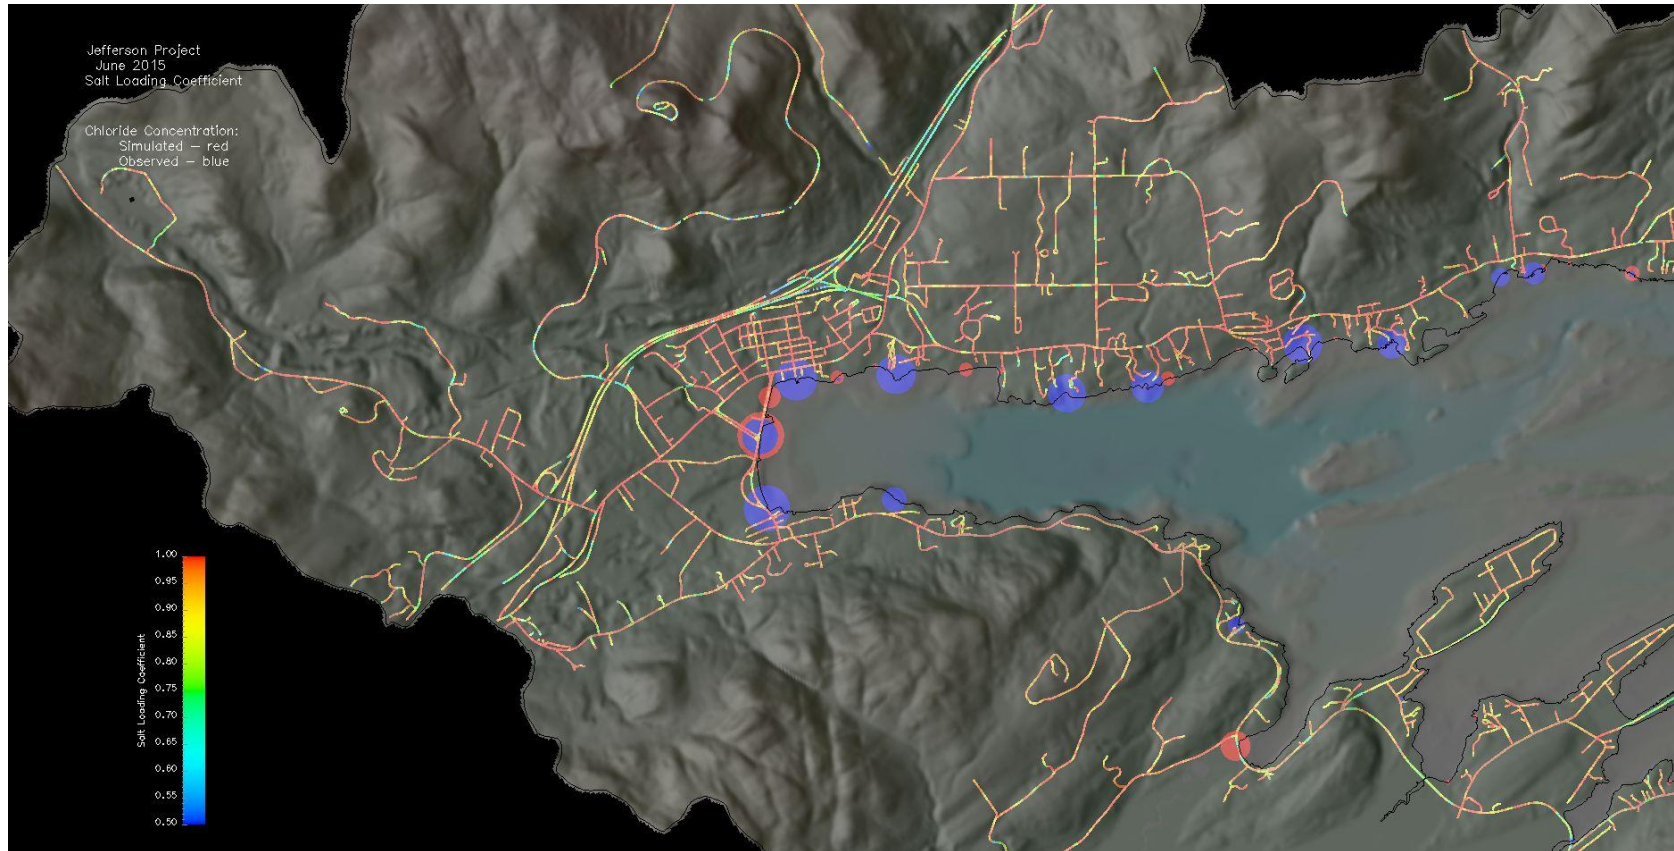 Jefferson Project
June 2015
Salt Loading Coefficient
Chloride Concentration:
Simulated – red
Observed – blue
1.00
0.95
0.90
0.85
0.80
0.75
0.70
0.65
0.60
0.55
0.50
Salt Loading Coefficient